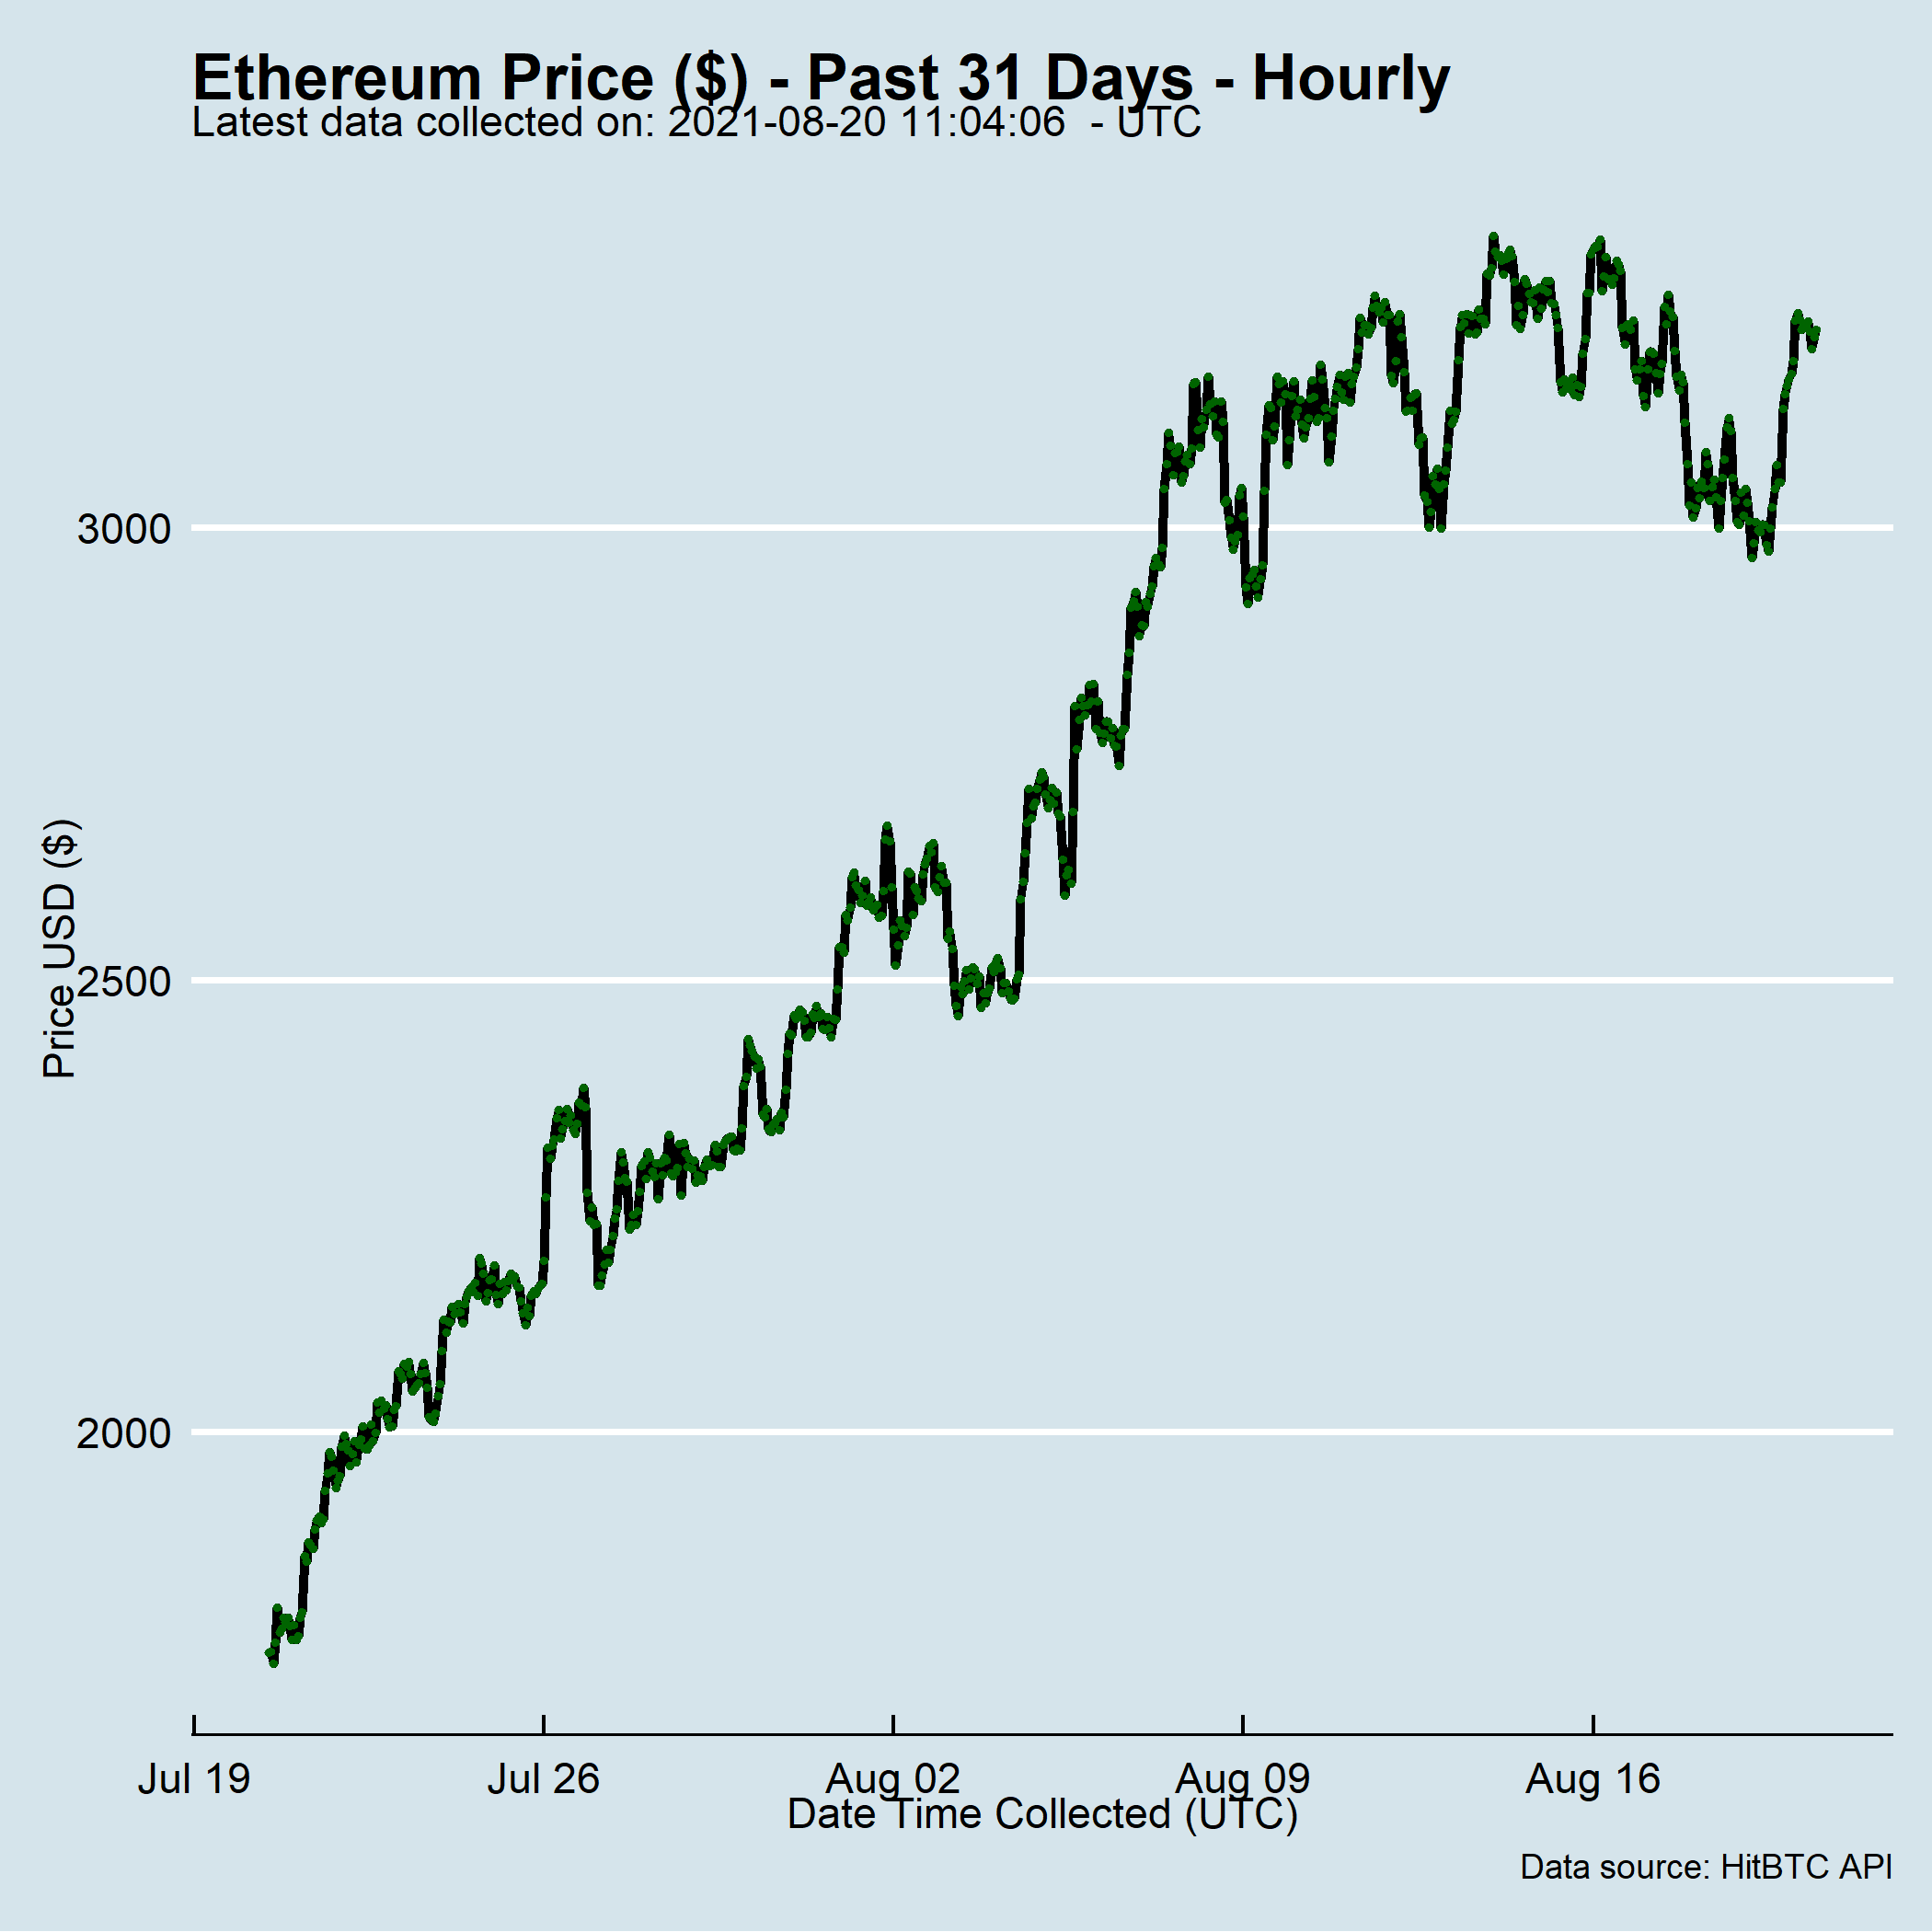 Ethereum Price ($) - Past 31 Days - Hourly
Latest data collected on: 2021-08-20 11:04:06  - UTC
Price USD ($)
3000
2500
2000
Jul 19 Jul 26 Aug 02 Aug 09 Aug 16
Date Time Collected (UTC)
Data source: HitBTC API